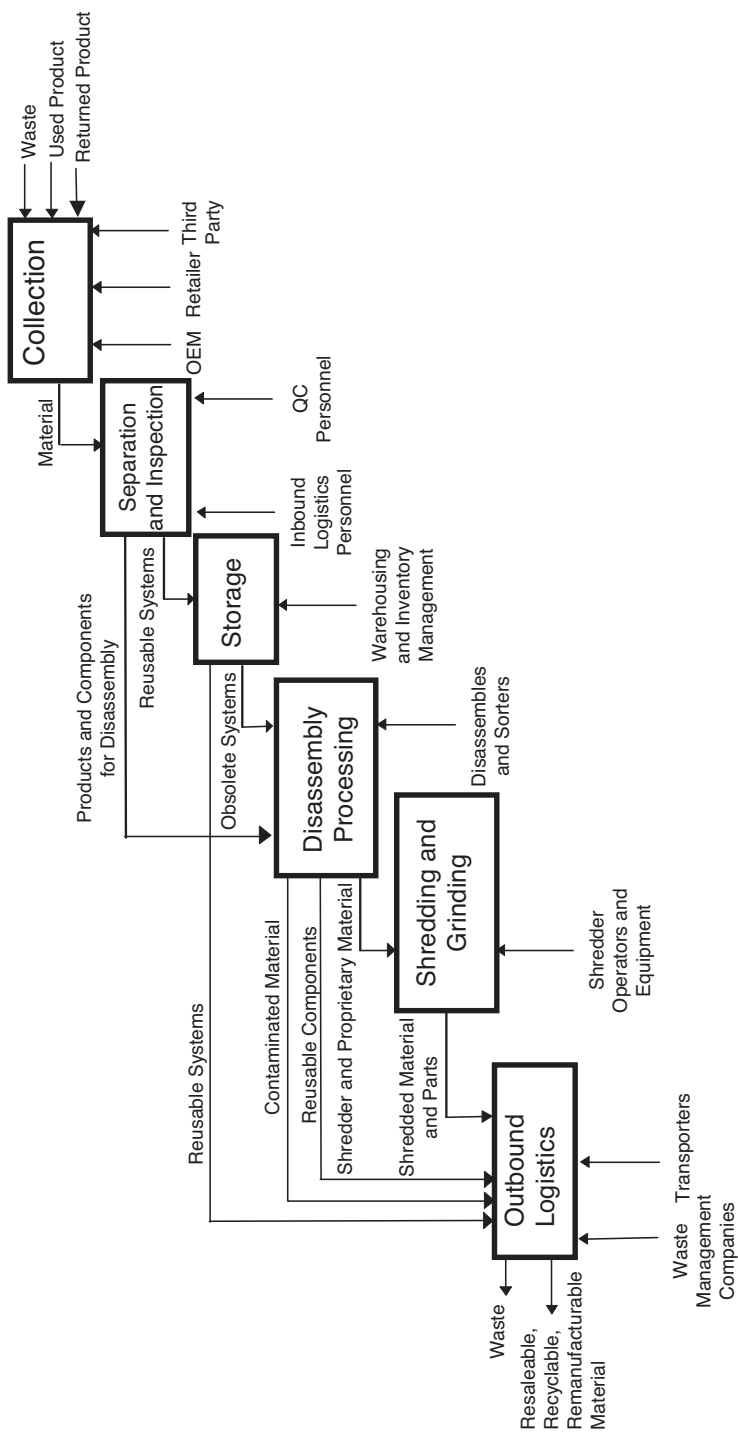 Waste
Used Product
Returned Product
Collection
Third
Party
Retailer
OEM
Material
Separation
and Inspection
QC
Personnel
Inbound
Logistics
Personnel
Products and Components
for Disassembly
Reusable Systems
Storage
Warehousing
and Inventory
Management
Obsolete Systems
Disassembly
Processing
Disassembles
and Sorters
Reusable Systems
Contaminated Material
Reusable Components
Shredder and Proprietary Material
Shredding and
Grinding
Shredder
Operators and
Equipment
Shredded Material
and Parts
Outbound
Logistics
Transporters
Waste
Management
Companies
Waste
Resaleable,
Recyclable,
Remanufacturable
Material